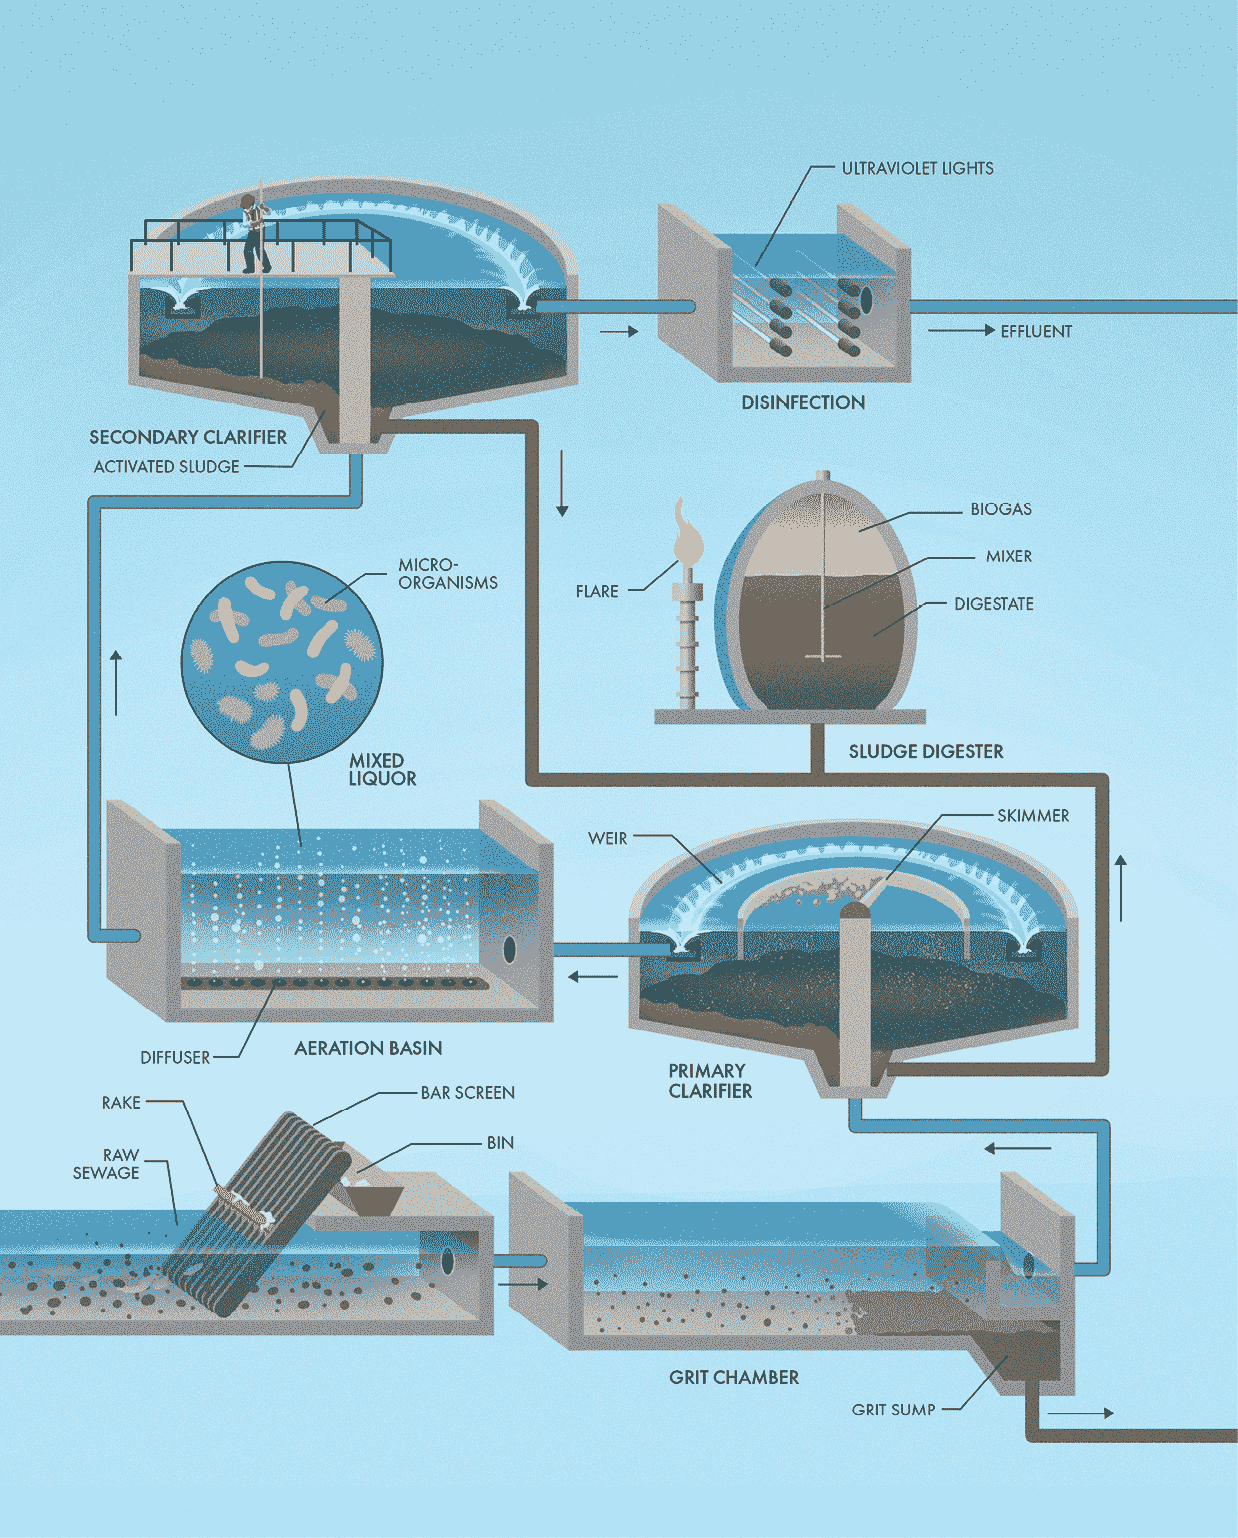 ULTRAVIOLET LIGHTS
EFFLUENT
DISINFECTION
SECONDARY CLARIFIER
ACTIVATED SLUDGE
BIOGAS
MIXER
DIGESTATE
FLARE
SLUDGE DIGESTER
MICRO-
ORGANISMS
MIXED
LIQUOR
SKIMMER
WEIR
DIFFUSER
AERATION BASIN
PRIMARY
CLARIFIER
RAKE
BAR SCREEN
BIN
RAW
SEWAGE
GRIT CHAMBER
GRIT SUMP